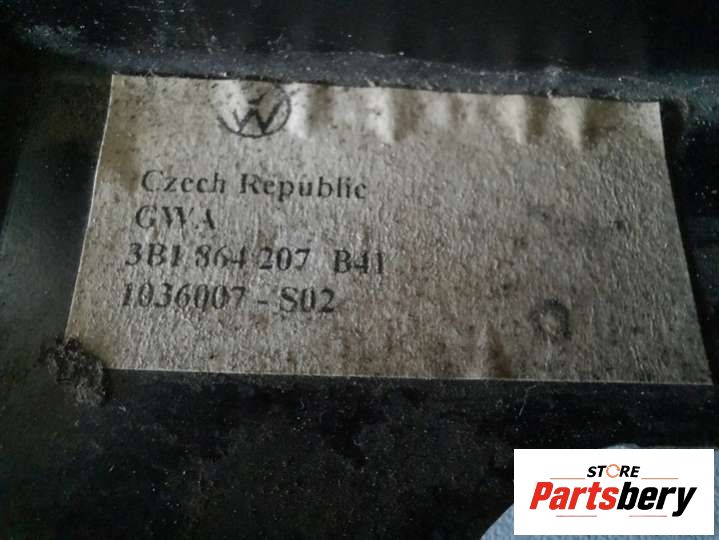 Czech Republic
GWA
3B1 864 207 B41
1036007 - S02
STORE
Partsbery